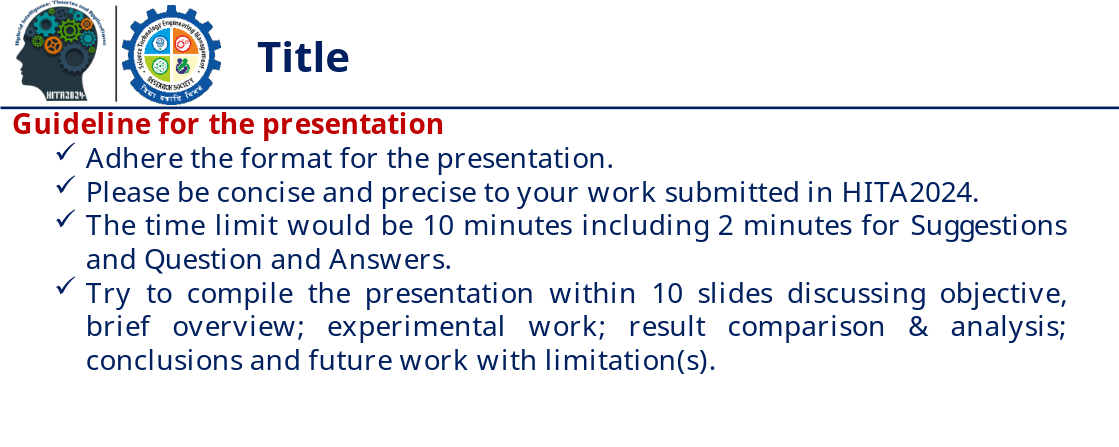 Hybrid Intelligence: Theories and Applications
HITA2024
Science Technology Engineering Management
RESEARCH SOCIETY
Title
Guideline for the presentation
✓ Adhere the format for the presentation.
✓ Please be concise and precise to your work submitted in HITA2024.
✓ The time limit would be 10 minutes including 2 minutes for Suggestions
and Question and Answers.
✓ Try to compile the presentation within 10 slides discussing objective,
brief overview; experimental work; result comparison & analysis;
conclusions and future work with limitation(s).